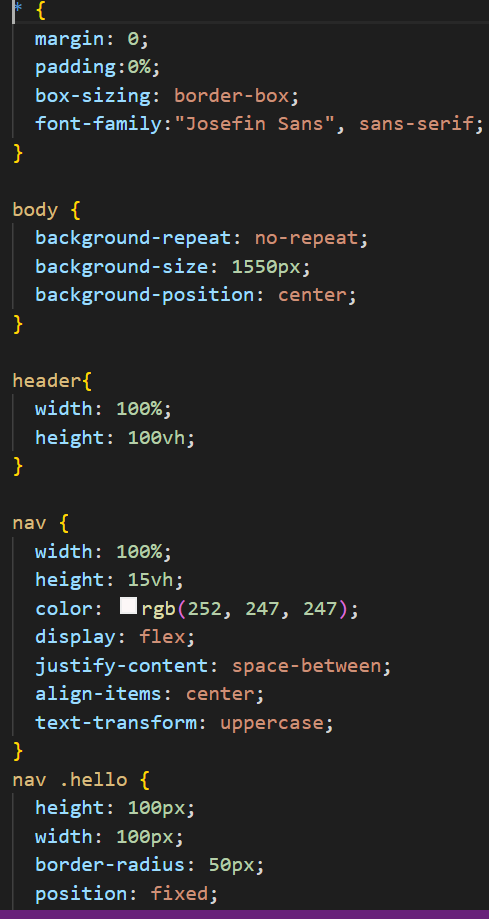 * {
margin: 0;
padding:0%;
box-sizing: border-box;
font-family:"Josefin Sans", sans-serif;
}
body {
background-repeat: no-repeat;
background-size: 1550px;
background-position: center;
}
header{
width: 100%;
height: 100vh;
}
nav {
width: 100%;
height: 15vh;
color: rgb(252, 247, 247);
display: flex;
justify-content: space-between;
align-items: center;
text-transform: uppercase;
}
nav .hello {
height: 100px;
width: 100px;
border-radius: 50px;
position: fixed;